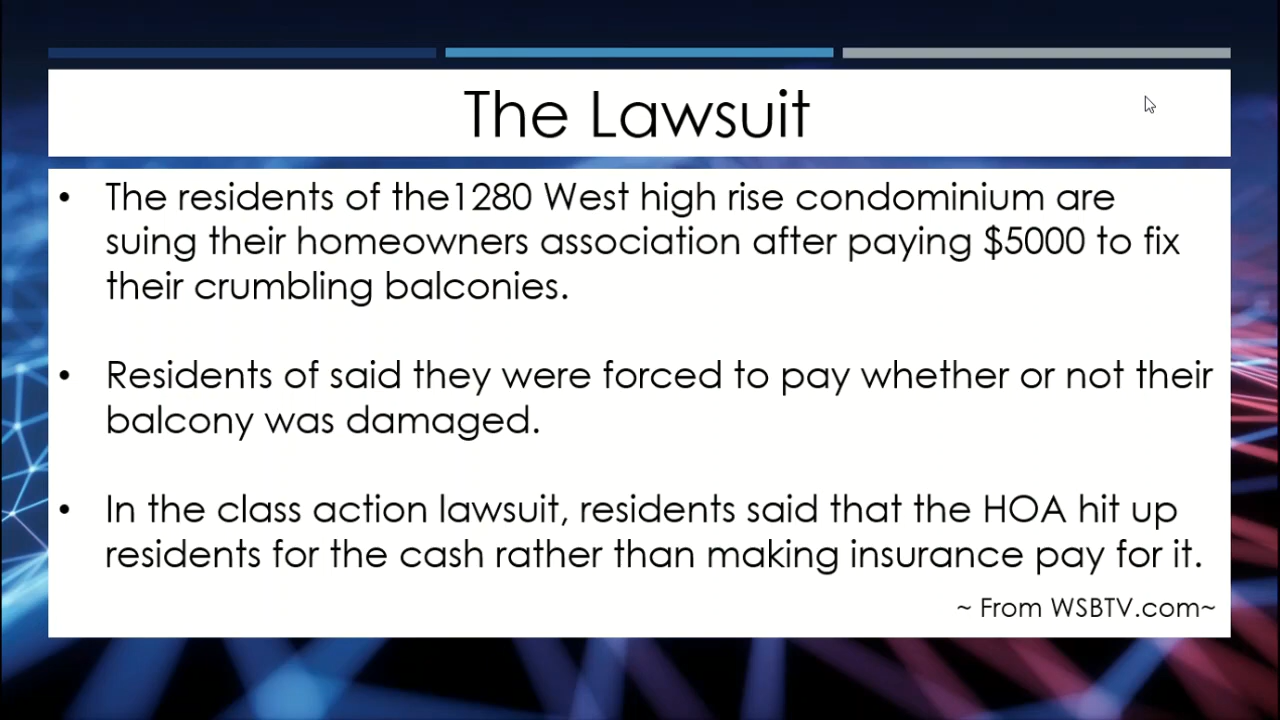 The Lawsuit
• The residents of the1280 West high rise condominium are
suing their homeowners association after paying $5000 to fix
their crumbling balconies.
• Residents of said they were forced to pay whether or not their
balcony was damaged.
• In the class action lawsuit, residents said that the HOA hit up
residents for the cash rather than making insurance pay for it.
~ From WSBTV.com~